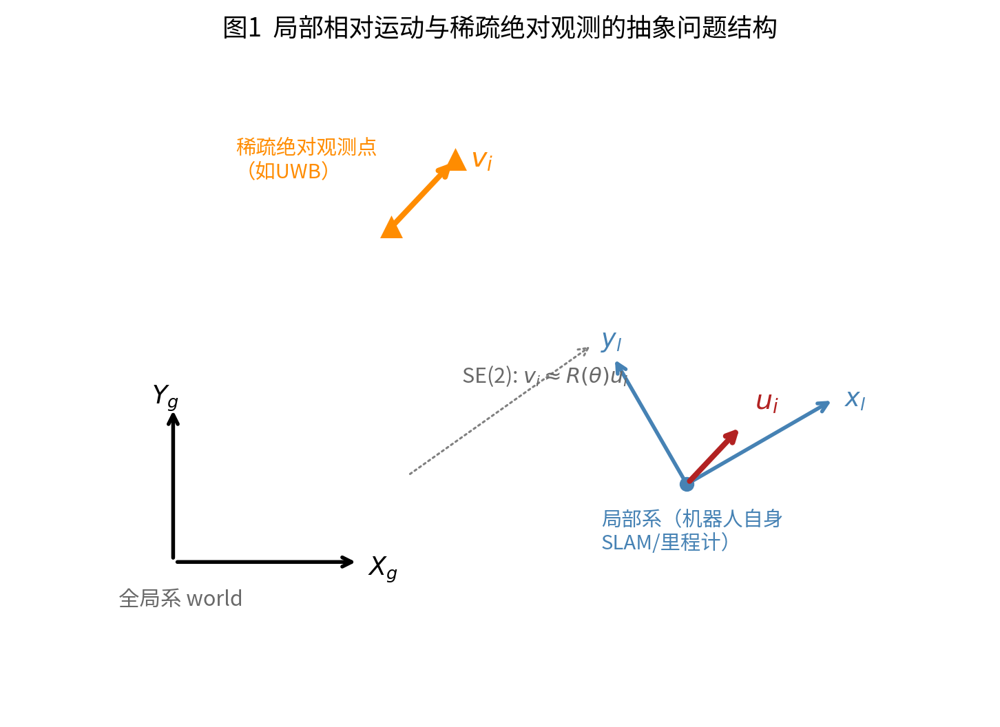 图1 局部相对运动与稀疏绝对观测的抽象问题结构
稀疏绝对观测点
（如UWB）
v_i
y_l
SE(2): v_i ≈ R(θ)u_i
Y_g
u_i
x_l
局部系（机器人自身
SLAM/里程计）
X_g
全局系 world